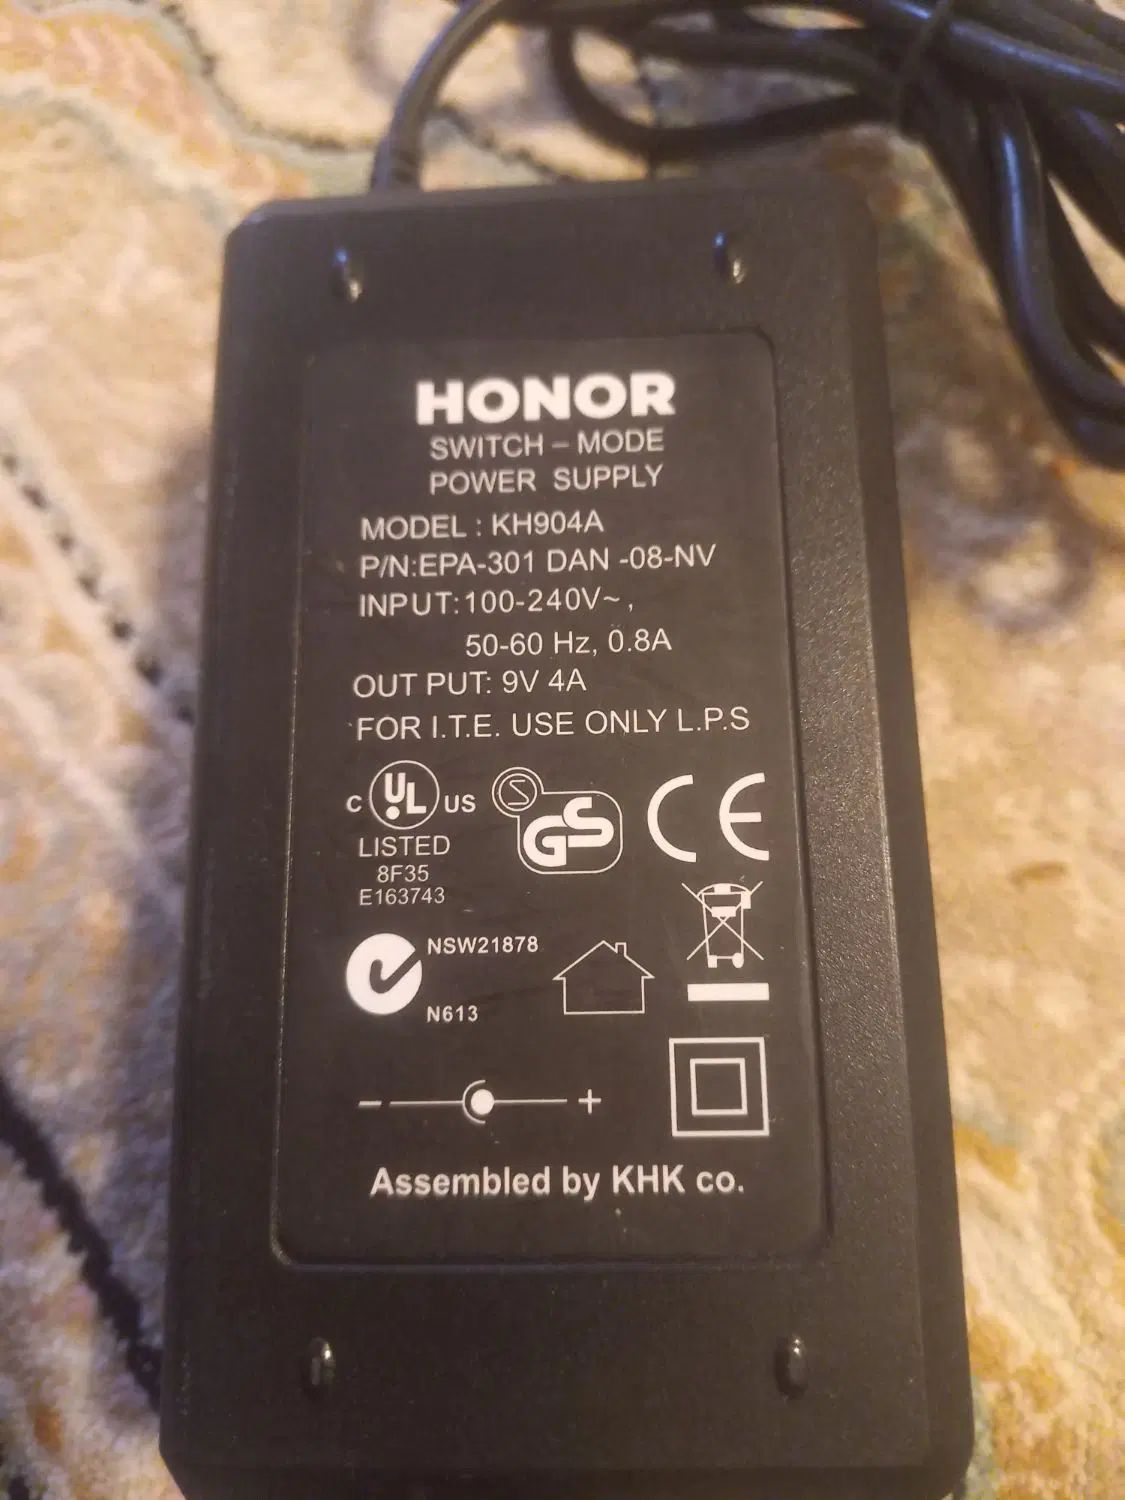 HONOR
SWITCH – MODE
POWER SUPPLY
MODEL : KH904A
P/N:EPA-301 DAN -08-NV
INPUT:100-240V~ ,
50-60 Hz, 0.8A
OUT PUT: 9V 4A
FOR I.T.E. USE ONLY L.P.S
C UL US
LISTED
8F35
E163743
S GS
CE
NSW21878
N613
– +
Assembled by KHK co.